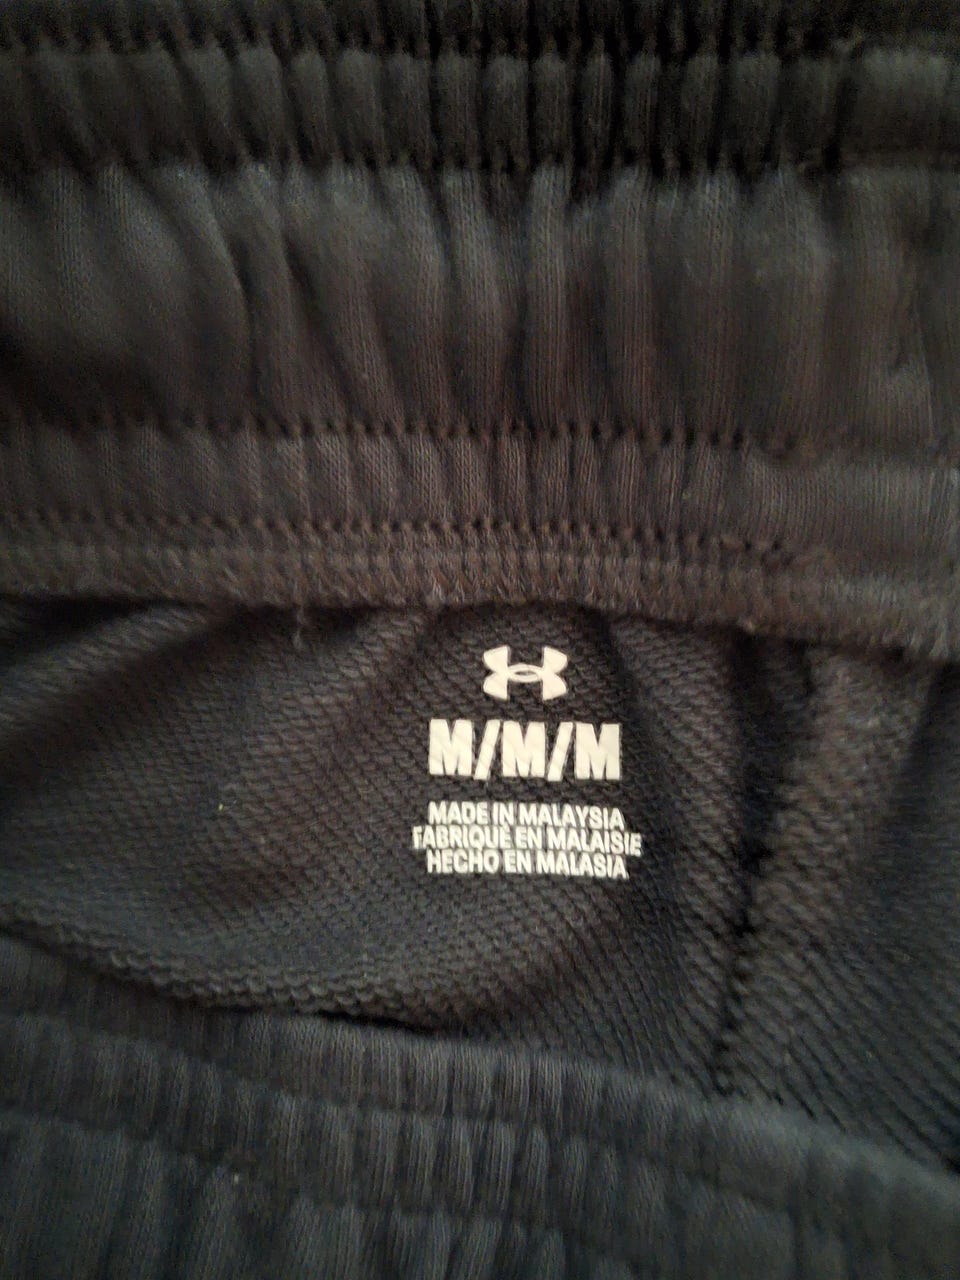 M/M/M
MADE IN MALAYSIA
FABRIQUE EN MALAISIE
HECHO EN MALASIA